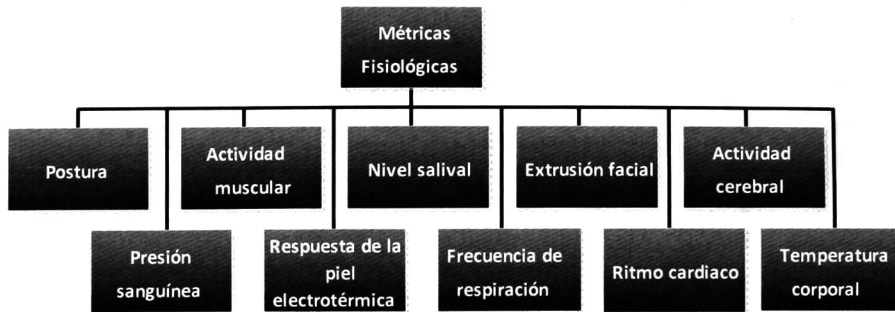 Métricas
Fisiológicas
Postura
Actividad
muscular
Nivel salival
Extrusión facial
Actividad
cerebral
Presión
sanguínea
Respuesta de la
piel
electrotérmica
Frecuencia de
respiración
Ritmo cardiaco
Temperatura
corporal